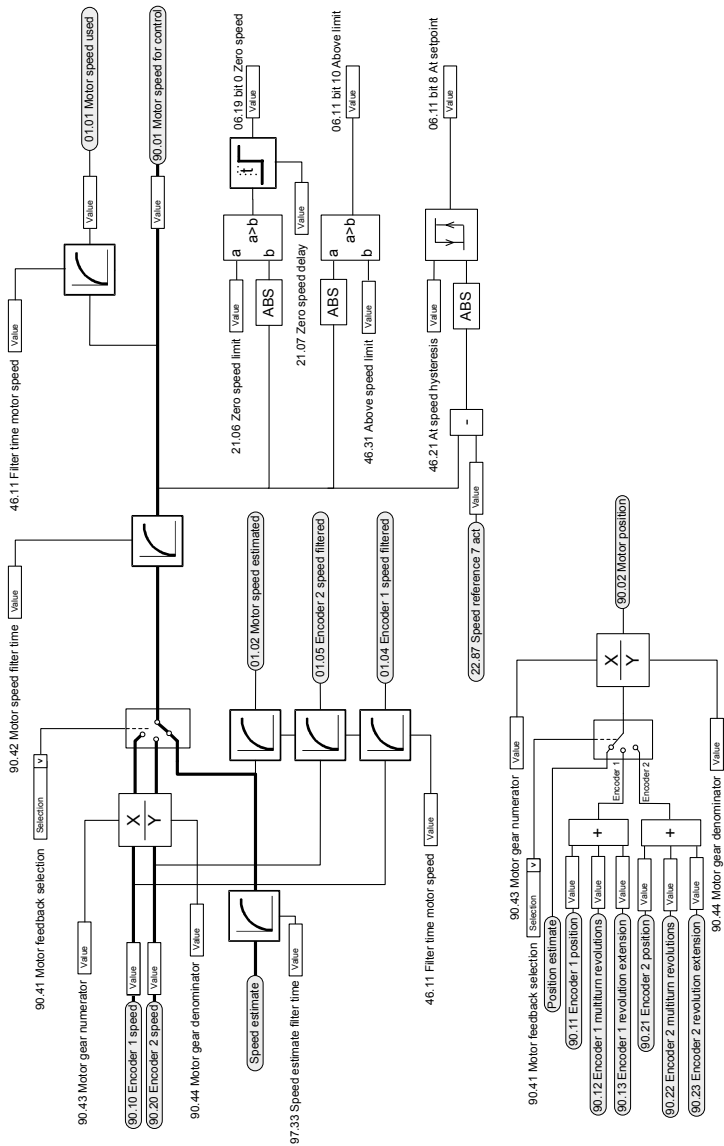 46.11 Filter time motor speed
Value
Value
01.01 Motor speed used
90.42 Motor speed filter time
Value
Value
90.01 Motor speed for control
90.41 Motor feedback selection
Selection
90.43 Motor gear numerator
Value
90.10 Encoder 1 speed
Value
90.20 Encoder 2 speed
Value
X
Y
90.44 Motor gear denominator
Value
Speed estimate
97.33 Speed estimate filter time
Value
01.02 Motor speed estimated
01.05 Encoder 2 speed filtered
01.04 Encoder 1 speed filtered
46.11 Filter time motor speed
Value
21.06 Zero speed limit
Value
ABS
a
a>b
b
t
Value
06.19 bit 0 Zero speed
21.07 Zero speed delay
Value
ABS
46.31 Above speed limit
Value
a
a>b
b
Value
06.11 bit 10 Above limit
46.21 At speed hysteresis
Value
ABS
-
Value
22.87 Speed reference 7 act
Value
06.11 bit 8 At setpoint
90.41 Motor feedback selection
Selection
90.43 Motor gear numerator
Value
Position estimate
90.11 Encoder 1 position
Value
90.12 Encoder 1 multiturn revolutions
Value
90.13 Encoder 1 revolution extension
Value
+
Encoder 1
90.21 Encoder 2 position
Value
90.22 Encoder 2 multiturn revolutions
Value
90.23 Encoder 2 revolution extension
Value
+
Encoder 2
X
Y
90.02 Motor position
90.44 Motor gear denominator
Value